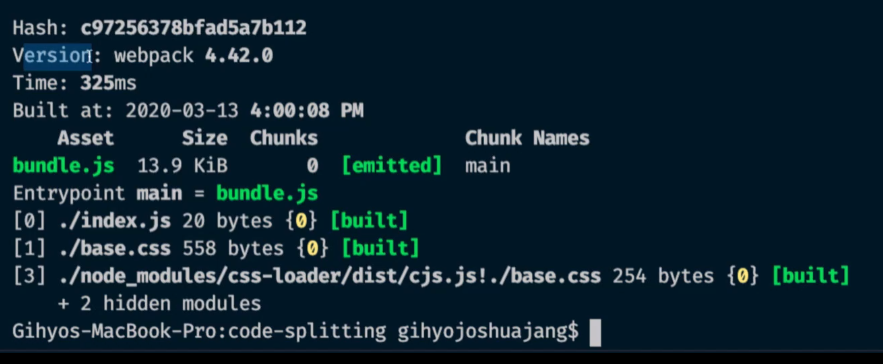 Hash: c97256378bfad5a7b112
Version: webpack 4.42.0
Time: 325ms
Built at: 2020-03-13 4:00:08 PM
Asset Size Chunks Chunk Names
bundle.js 13.9 KiB 0 [emitted] main
Entrypoint main = bundle.js
[0] ./index.js 20 bytes {0} [built]
[1] ./base.css 558 bytes {0} [built]
[3] ./node_modules/css-loader/dist/cjs.js!./base.css 254 bytes {0} [built]
+ 2 hidden modules
Gihyos-MacBook-Pro:code-splitting gihyojoshuajang$